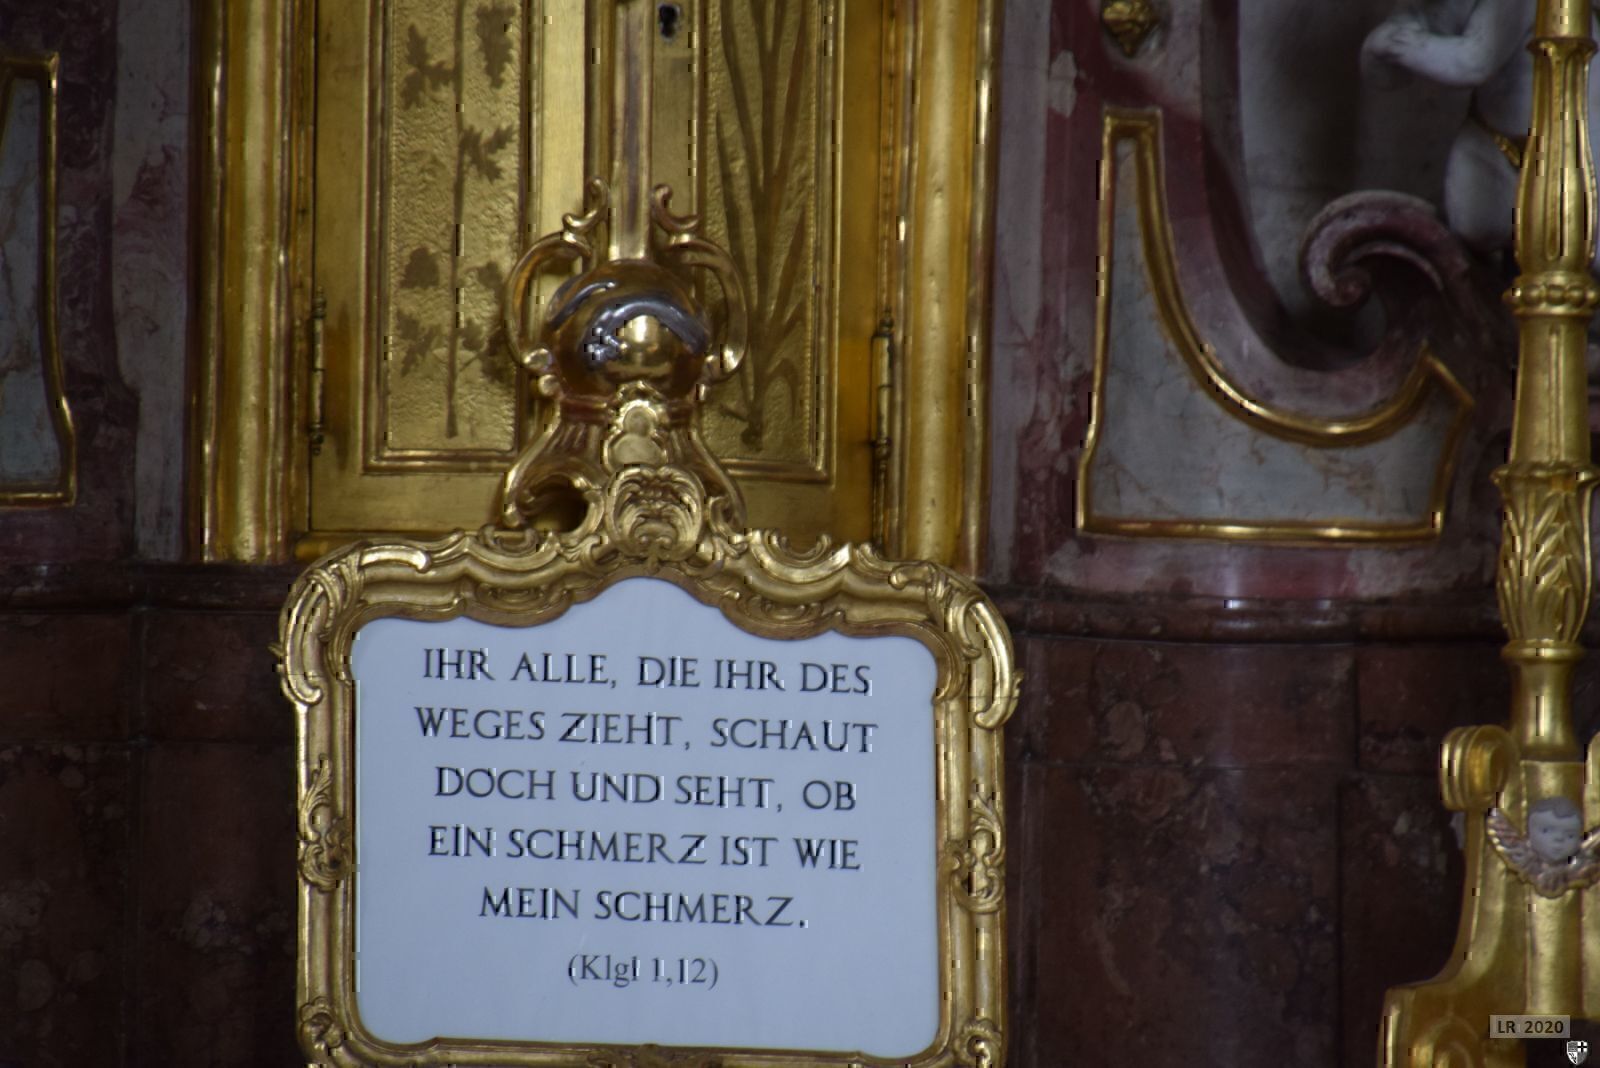 IHR ALLE, DIE IHR DES
WEGES ZIEHT, SCHAUT
DOCH UND SEHT, OB
EIN SCHMERZ IST WIE
MEIN SCHMERZ.
(Klgl 1,12)
LR 2020